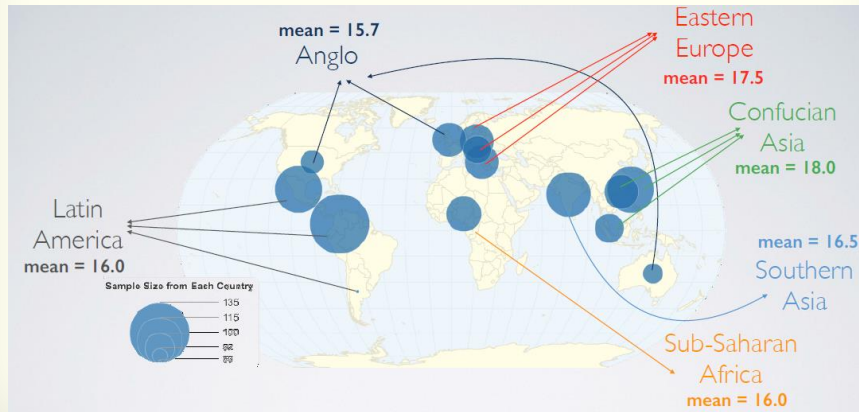 mean = 15.7
Anglo
Eastern
Europe
mean = 17.5
Confucian
Asia
mean = 18.0
Latin
America
mean = 16.0
mean = 16.5
Southern
Asia
Sub-Saharan
Africa
mean = 16.0
Sample Size from Each Country
135
115
100